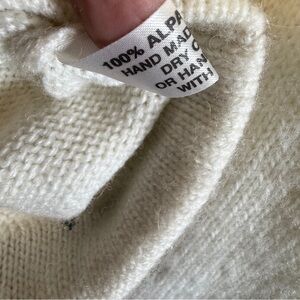 100% ALPA
HAND MAD
DRY C
OR HAN
WITH